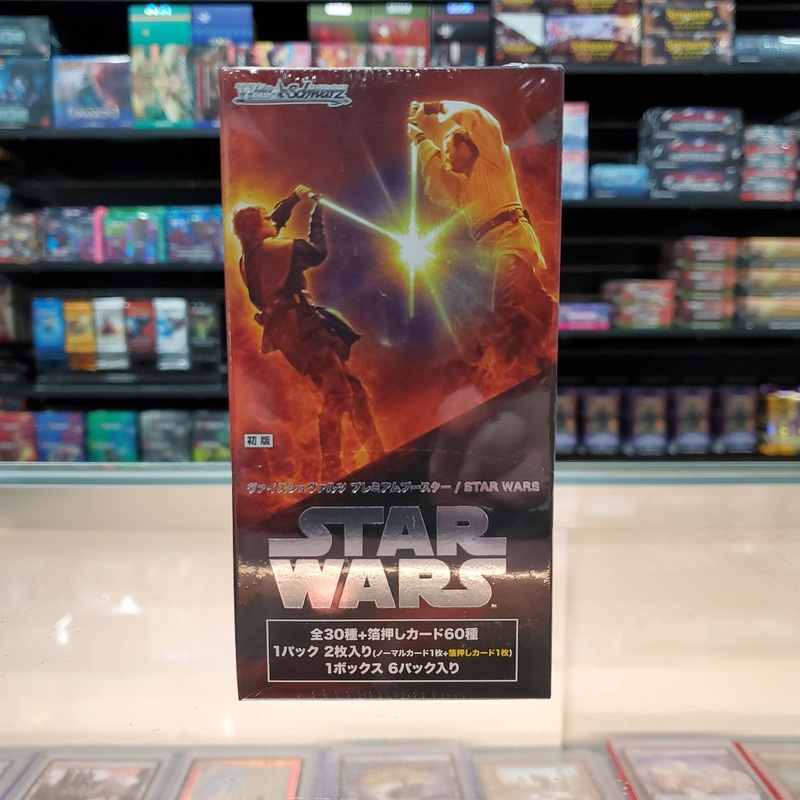 Weiß Schwarz
初版
ヴァイスシュヴァルツ プレミアムブースター / STAR WARS
STAR
WARS
全30種+箔押しカード60種
1パック 2枚入り(ノーマルカード1枚+箔押しカード1枚)
1ボックス 6パック入り